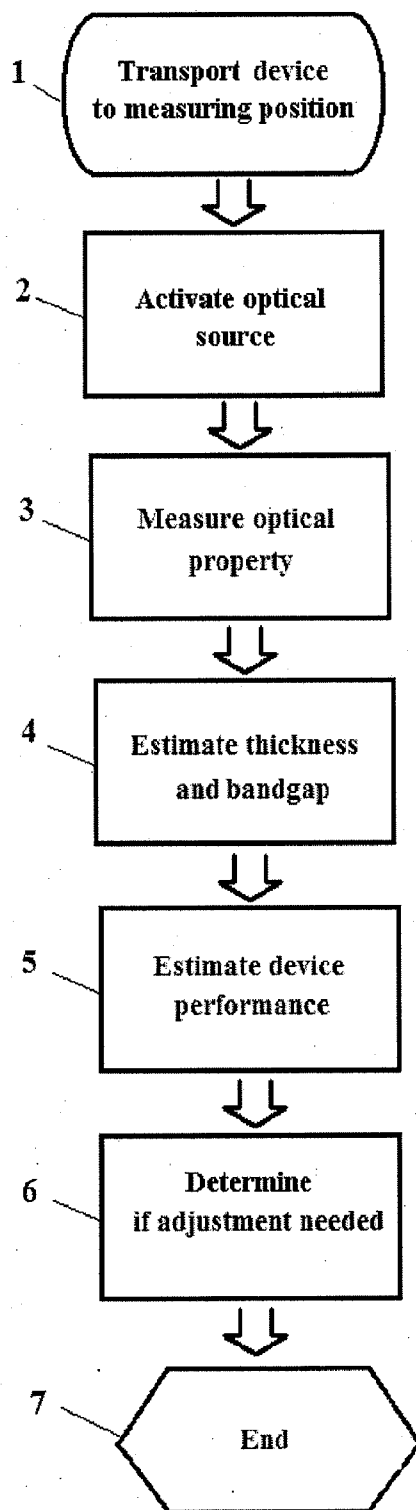 1
Transport device
to measuring position
2
Activate optical
source
3
Measure optical
property
4
Estimate thickness
and bandgap
5
Estimate device
performance
6
Determine
if adjustment needed
7
End